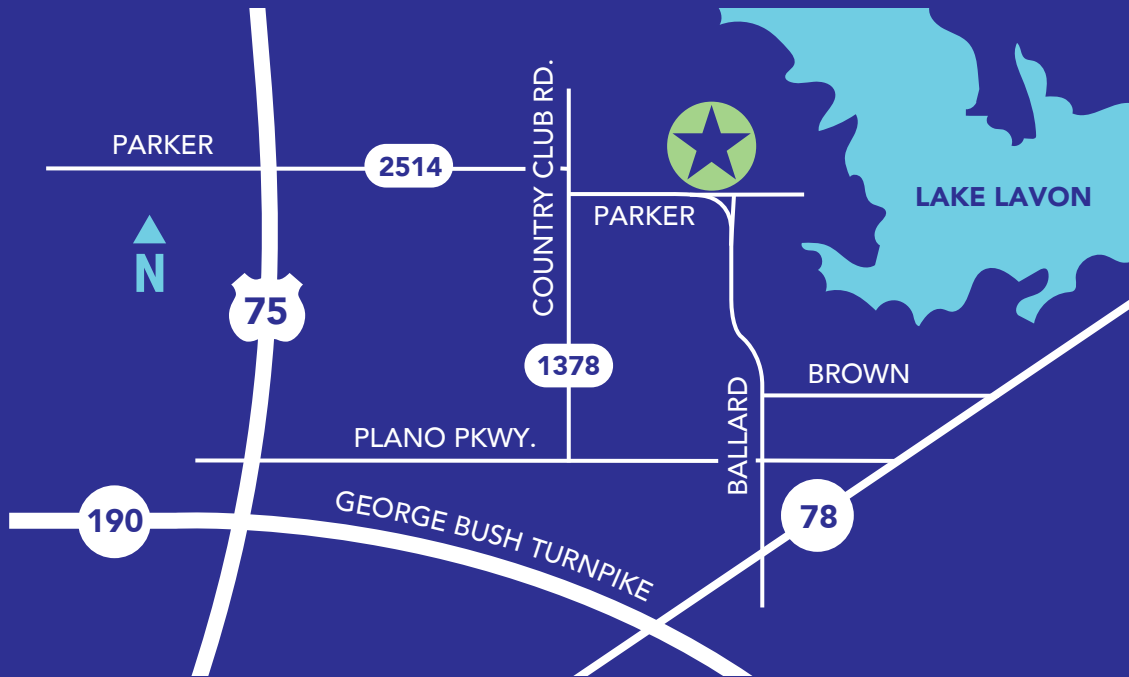 PARKER
2514
COUNTRY CLUB RD.
PARKER
LAKE LAVON
N
75
1378
BROWN
BALLARD
PLANO PKWY.
190
GEORGE BUSH TURNPIKE
78